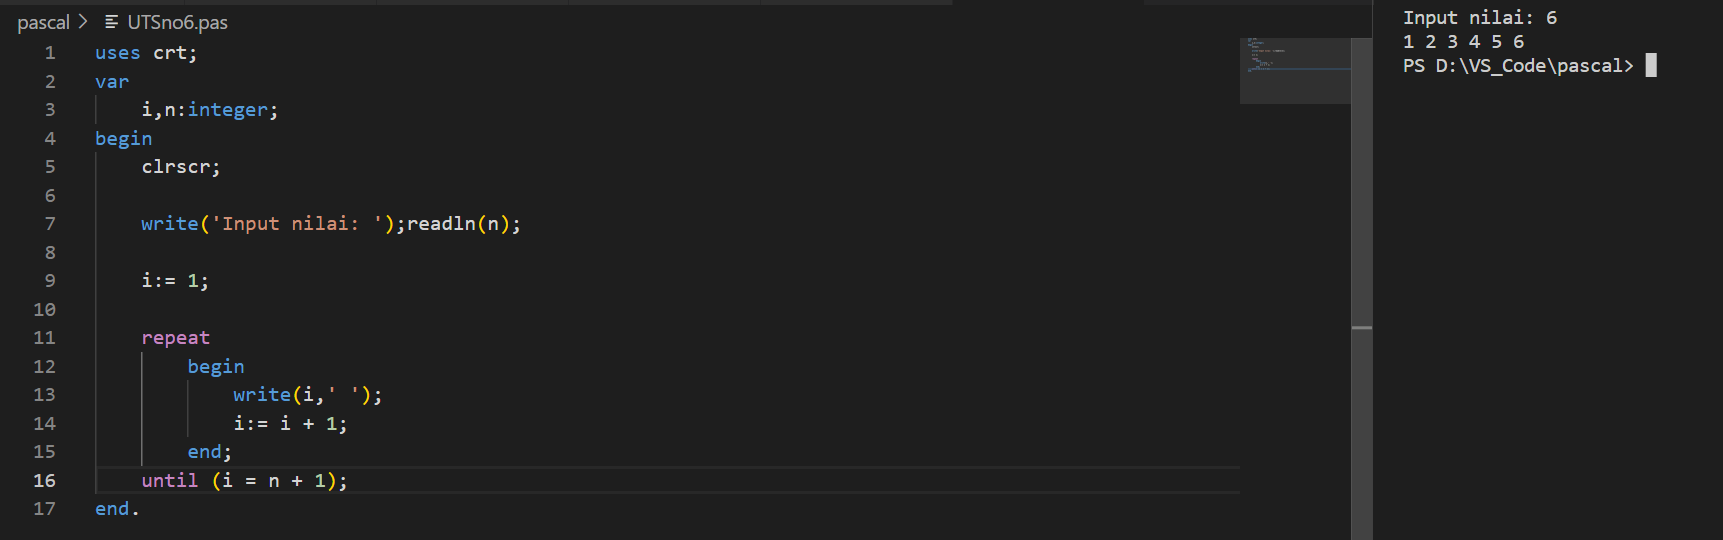 pascal > UTSno6.pas
1 uses crt;
2 var
3 i,n:integer;
4 begin
5 clrscr;
6
7 write('Input nilai: ');readln(n);
8
9 i:= 1;
10
11 repeat
12 begin
13 write(i,' ');
14 i:= i + 1;
15 end;
16 until (i = n + 1);
17 end.
Input nilai: 6
1 2 3 4 5 6
PS D:\VS_Code\pascal>